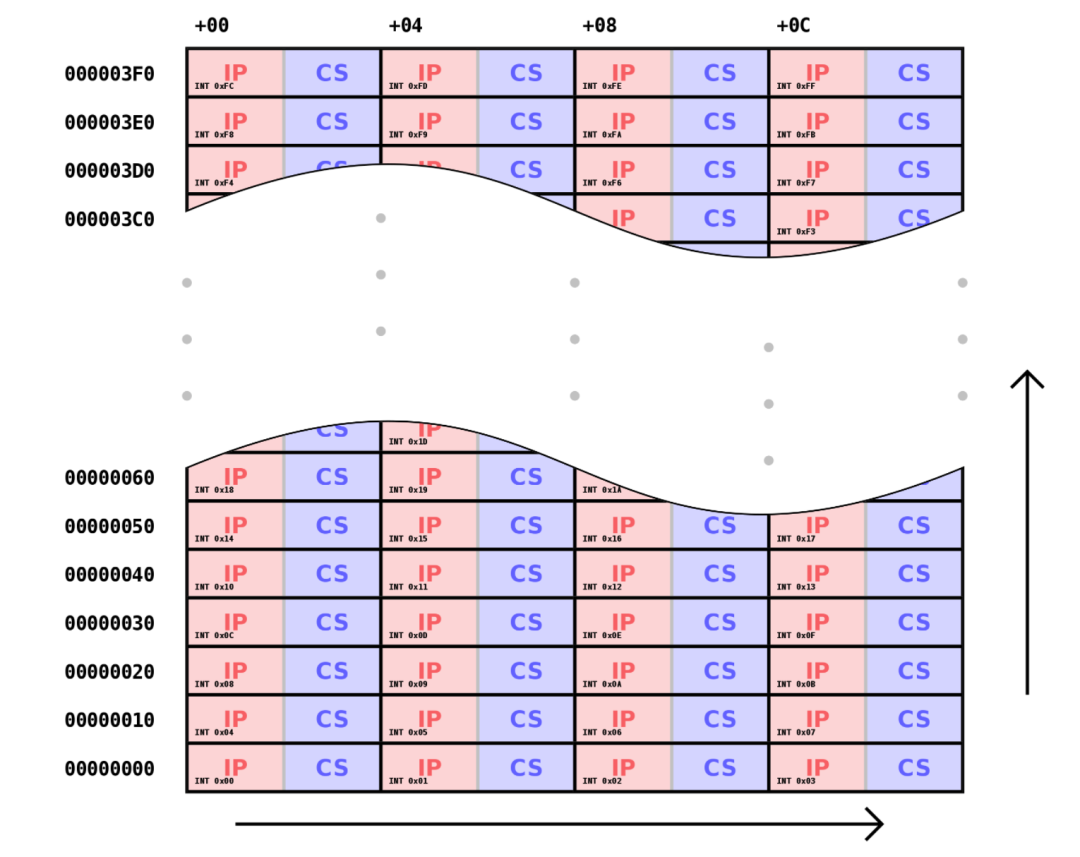 +00 +04 +08 +0C
000003F0 IP CS IP CS IP CS IP CS
INT 0xFC INT 0xFD INT 0xFE INT 0xFF
000003E0 IP CS IP CS IP CS IP CS
INT 0xF8 INT 0xF9 INT 0xFA INT 0xFB
000003D0 IP CS IP CS IP CS IP CS
INT 0xF4 INT 0xF6 INT 0xF7
000003C0 IP IP CS
INT 0xF3
CS IP
INT 0x1D
00000060 IP CS IP CS
INT 0x18 INT 0x19 INT 0x1A
00000050 IP CS IP CS IP CS IP CS
INT 0x14 INT 0x15 INT 0x16 INT 0x17
00000040 IP CS IP CS IP CS IP CS
INT 0x10 INT 0x11 INT 0x12 INT 0x13
00000030 IP CS IP CS IP CS IP CS
INT 0x0C INT 0x0D INT 0x0E INT 0x0F
00000020 IP CS IP CS IP CS IP CS
INT 0x08 INT 0x09 INT 0x0A INT 0x0B
00000010 IP CS IP CS IP CS IP CS
INT 0x04 INT 0x05 INT 0x06 INT 0x07
00000000 IP CS IP CS IP CS IP CS
INT 0x00 INT 0x01 INT 0x02 INT 0x03